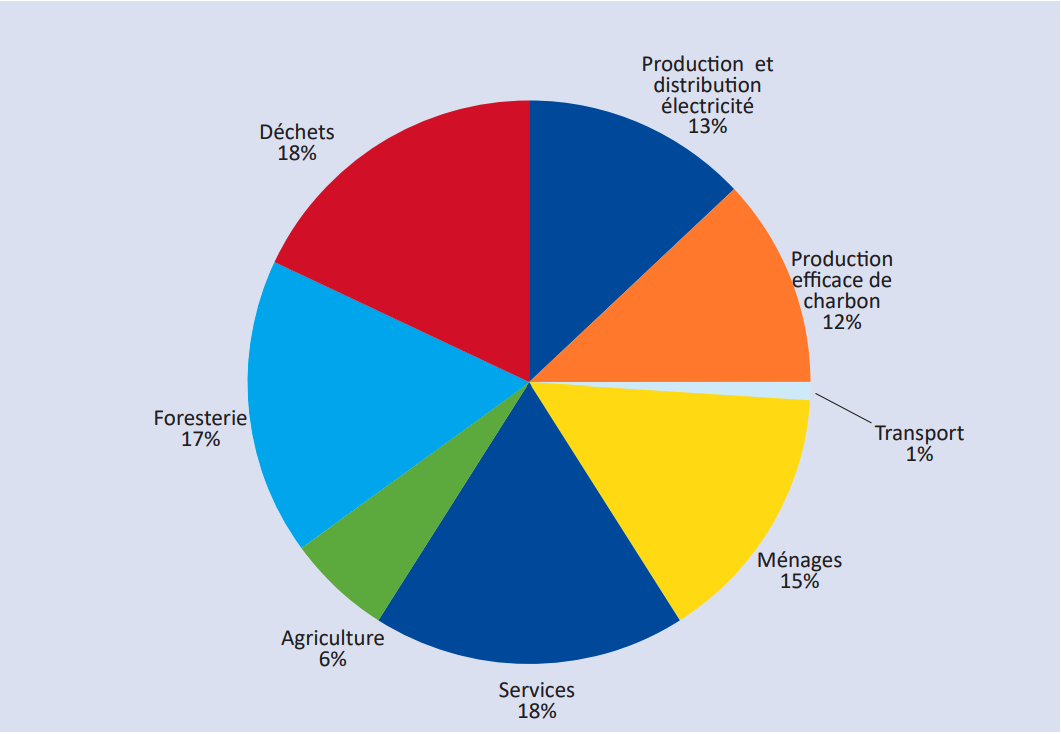 Production et
distribution
électricité
13%
Déchets
18%
Production
efficace de
charbon
12%
Foresterie
17%
Transport
1%
Ménages
15%
Agriculture
6%
Services
18%